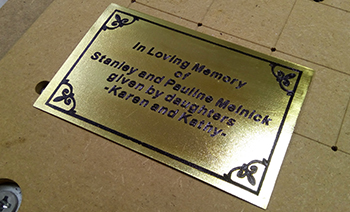 In Loving Memory
of
Stanley and Pauline Melnick
given by daughters
-Karen and Kathy-